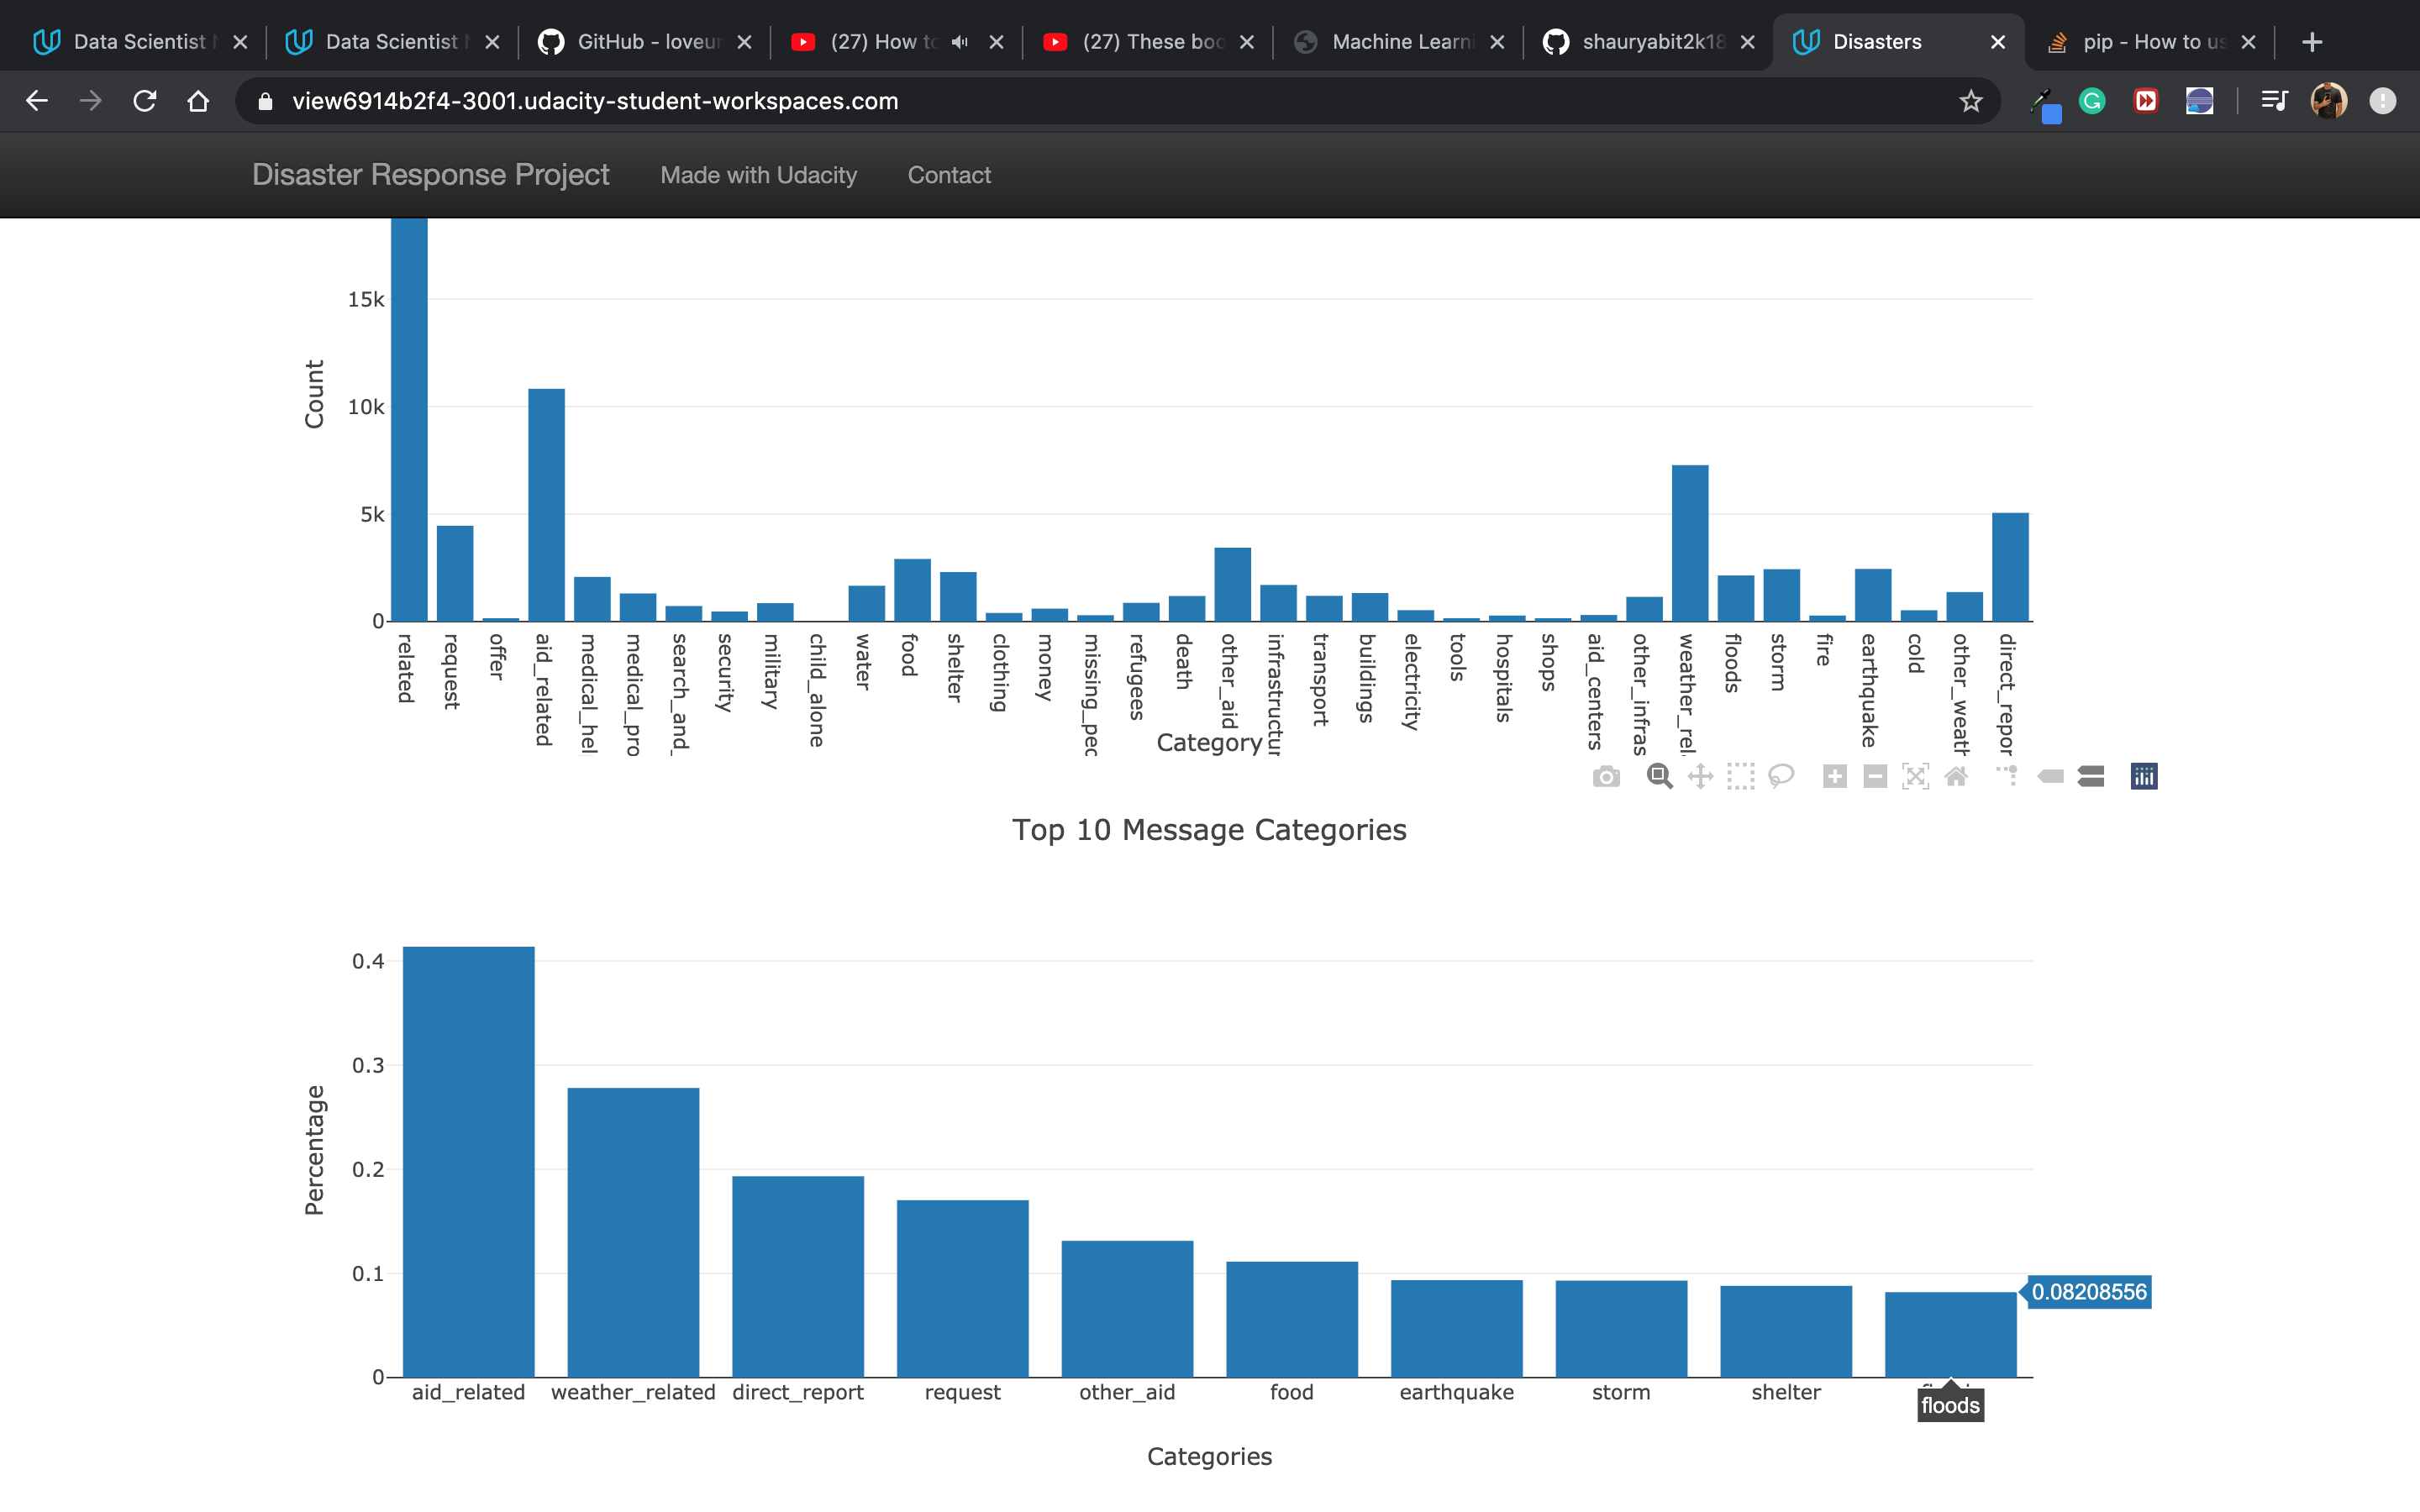 Data Scientist
Data Scientist
GitHub - loveur
(27) How to
(27) These boo
Machine Learni
shauryabit2k18
Disasters
pip - How to us
view6914b2f4-3001.udacity-student-workspaces.com
Disaster Response Project
Made with Udacity
Contact
15k
10k
5k
0
Count
related
request
offer
aid_related
medical_hel
medical_pro
search_and_
security
military
child_alone
water
food
shelter
clothing
money
missing_peo
refugees
death
other_aid
infrastructur
transport
buildings
electricity
tools
hospitals
shops
aid_centers
other_infras
weather_rel
floods
storm
fire
earthquake
cold
other_weath
direct_repor
Category
Top 10 Message Categories
0.4
0.3
0.2
0.1
0
Percentage
0.08208556
aid_related
weather_related
direct_report
request
other_aid
food
earthquake
storm
shelter
floods
Categories